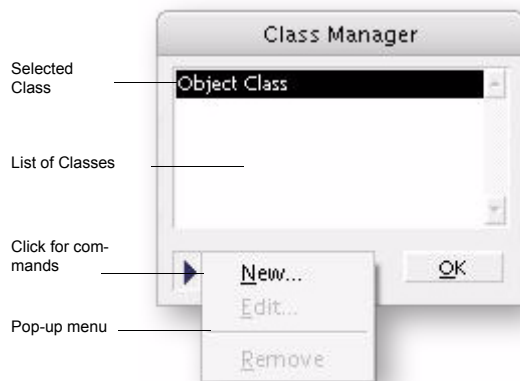 Class Manager
Selected
Class
Object Class
List of Classes
Click for com-
mands
New...
OK
Edit...
Pop-up menu
Remove